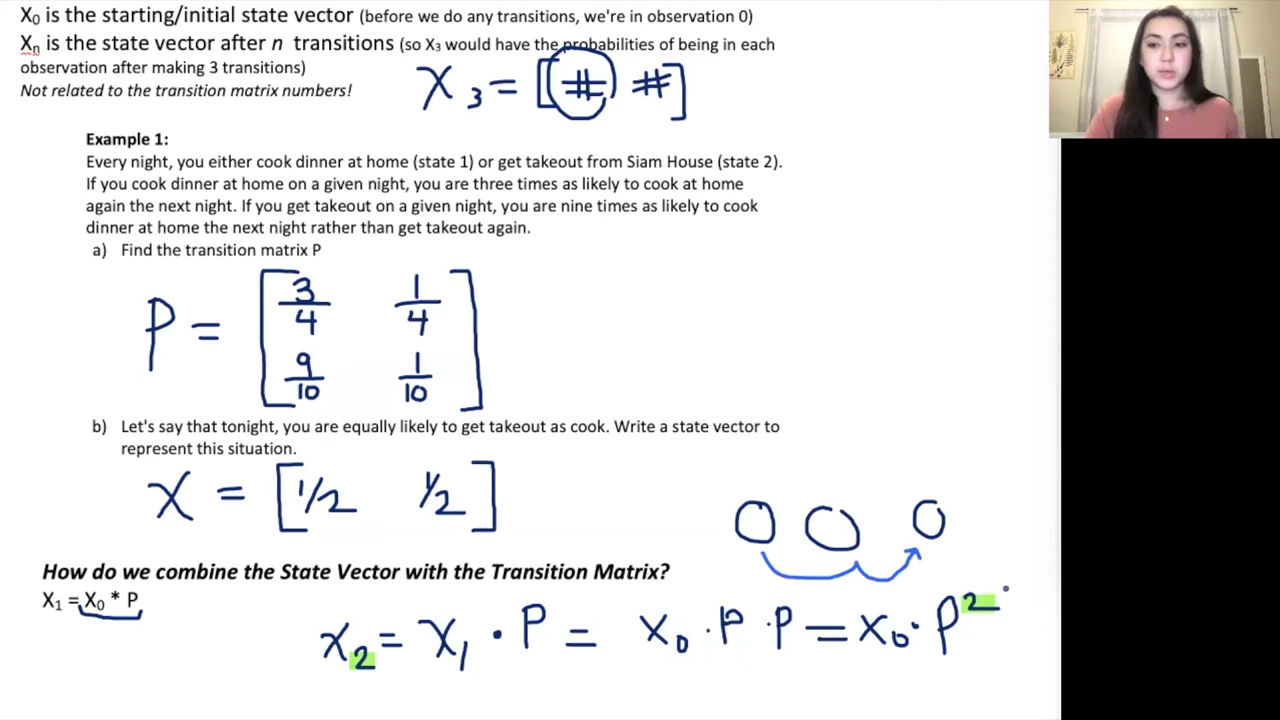 X₀ is the starting/initial state vector (before we do any transitions, we're in observation 0)
Xₙ is the state vector after n transitions (so X₃ would have the probabilities of being in each
observation after making 3 transitions)
Not related to the transition matrix numbers!
X₃ = [# #]
Example 1:
Every night, you either cook dinner at home (state 1) or get takeout from Siam House (state 2).
If you cook dinner at home on a given night, you are three times as likely to cook at home
again the next night. If you get takeout on a given night, you are nine times as likely to cook
dinner at home the next night rather than get takeout again.
a) Find the transition matrix P
P = [3/4 1/4
9/10 1/10]
b) Let's say that tonight, you are equally likely to get takeout as cook. Write a state vector to
represent this situation.
X = [1/2 1/2]
How do we combine the State Vector with the Transition Matrix?
X₁ = X₀ * P
X₂ = X₁ · P = X₀ · P · P = X₀ · P²